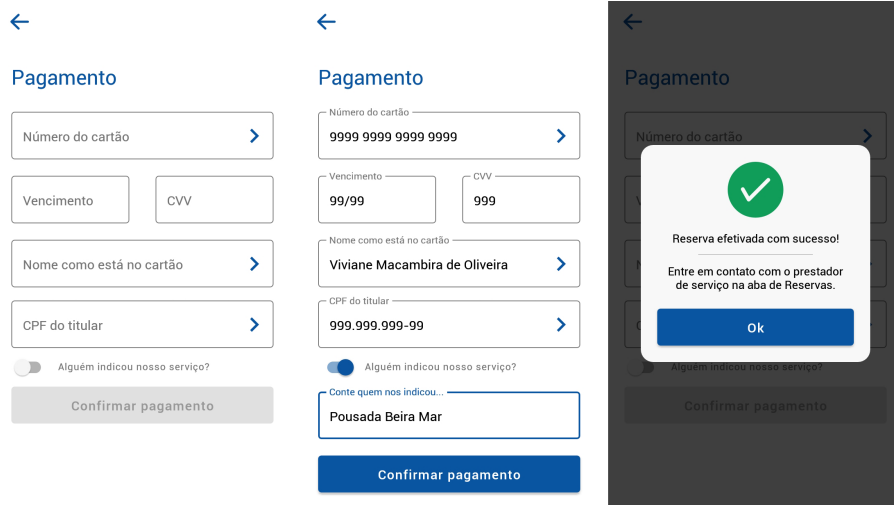 Pagamento
Número do cartão
Vencimento
CVV
Nome como está no cartão
CPF do titular
Alguém indicou nosso serviço?
Confirmar pagamento
Pagamento
Número do cartão
9999 9999 9999 9999
Vencimento
99/99
CVV
999
Nome como está no cartão
Viviane Macambira de Oliveira
CPF do titular
999.999.999-99
Alguém indicou nosso serviço?
Conte quem nos indicou...
Pousada Beira Mar
Confirmar pagamento
Pagamento
Número do cartão
Reserva efetivada com sucesso!
Entre em contato com o prestador
de serviço na aba de Reservas.
Ok
Alguém indicou nosso serviço?
Confirmar pagamento